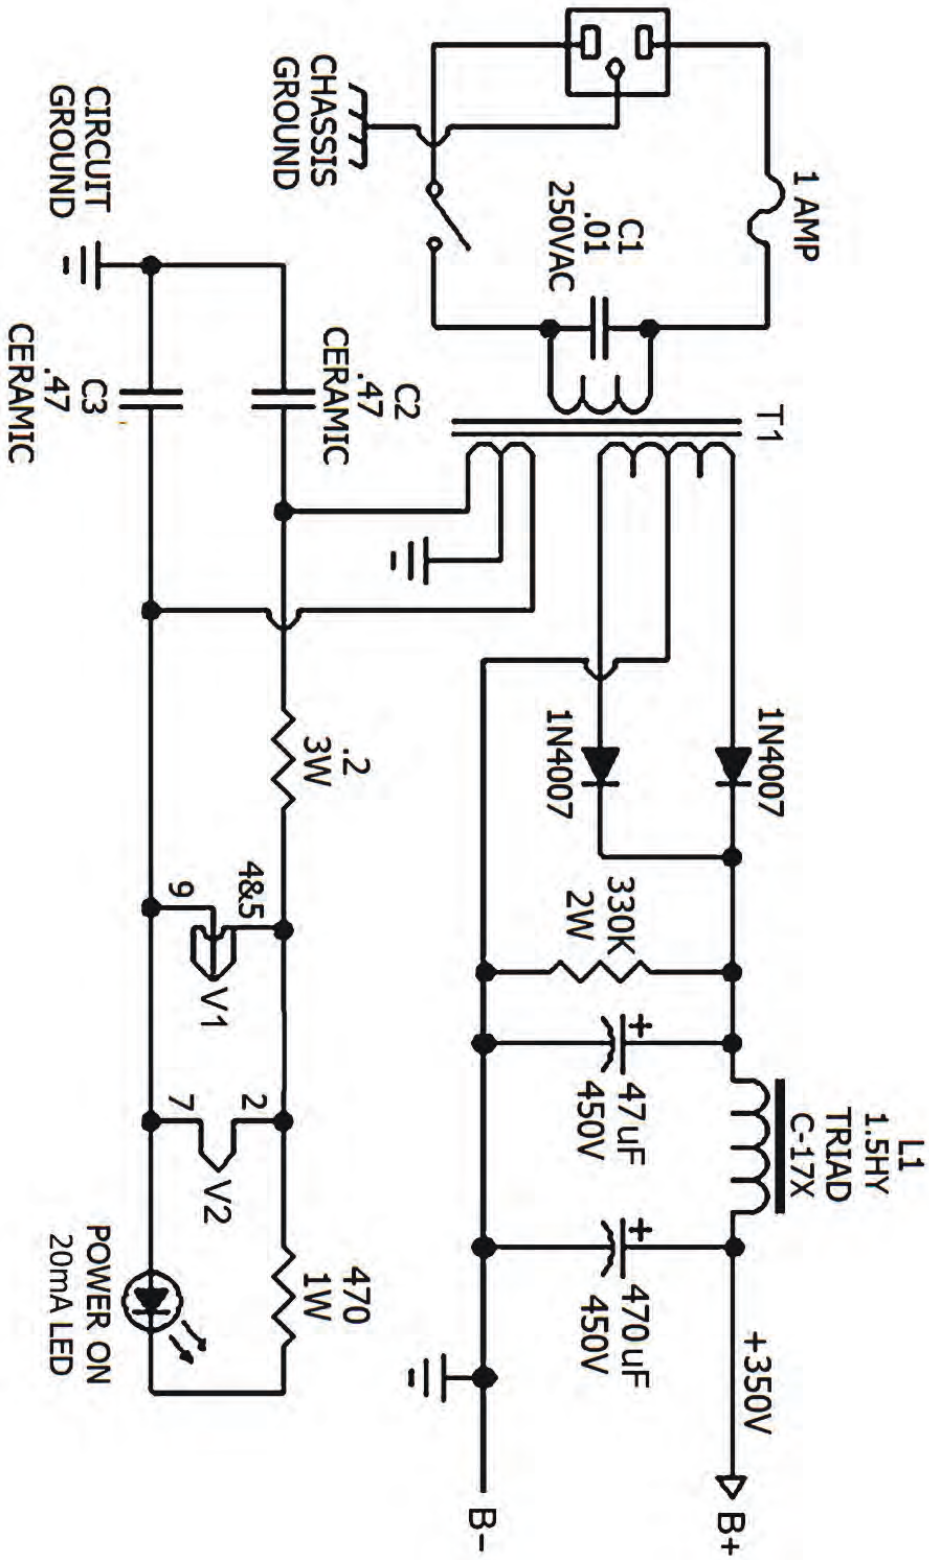 1 AMP
C1
.01
250VAC
CHASSIS
GROUND
CIRCUIT
GROUND
T1
C2
.47
CERAMIC
C3
.47
CERAMIC
1N4007
1N4007
330K
2W
47uF
450V
L1
1.5HY
TRIAD
C-17X
470uF
450V
+350V
B+
B-
.2
3W
4&5
9
V1
2
7
V2
470
1W
POWER ON
20mA LED